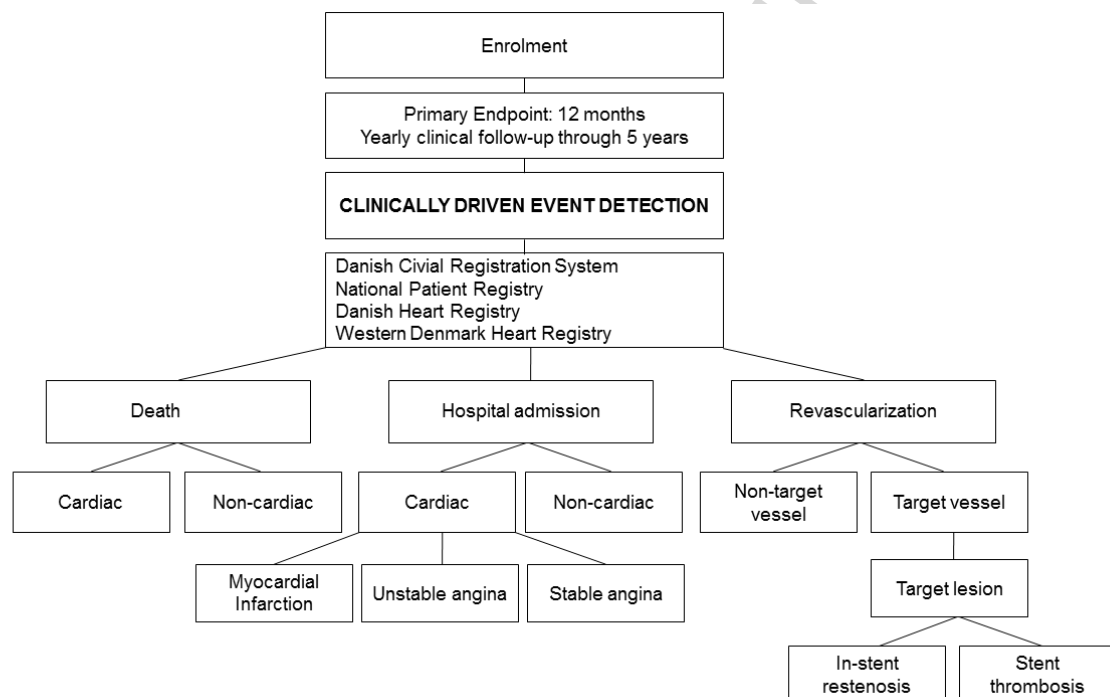 Enrolment
Primary Endpoint: 12 months
Yearly clinical follow-up through 5 years
CLINICALLY DRIVEN EVENT DETECTION
Danish Civial Registration System
National Patient Registry
Danish Heart Registry
Western Denmark Heart Registry
Death
Hospital admission
Revascularization
Cardiac
Non-cardiac
Cardiac
Non-cardiac
Non-target
vessel
Target vessel
Myocardial
Infarction
Unstable angina
Stable angina
Target lesion
In-stent
restenosis
Stent
thrombosis